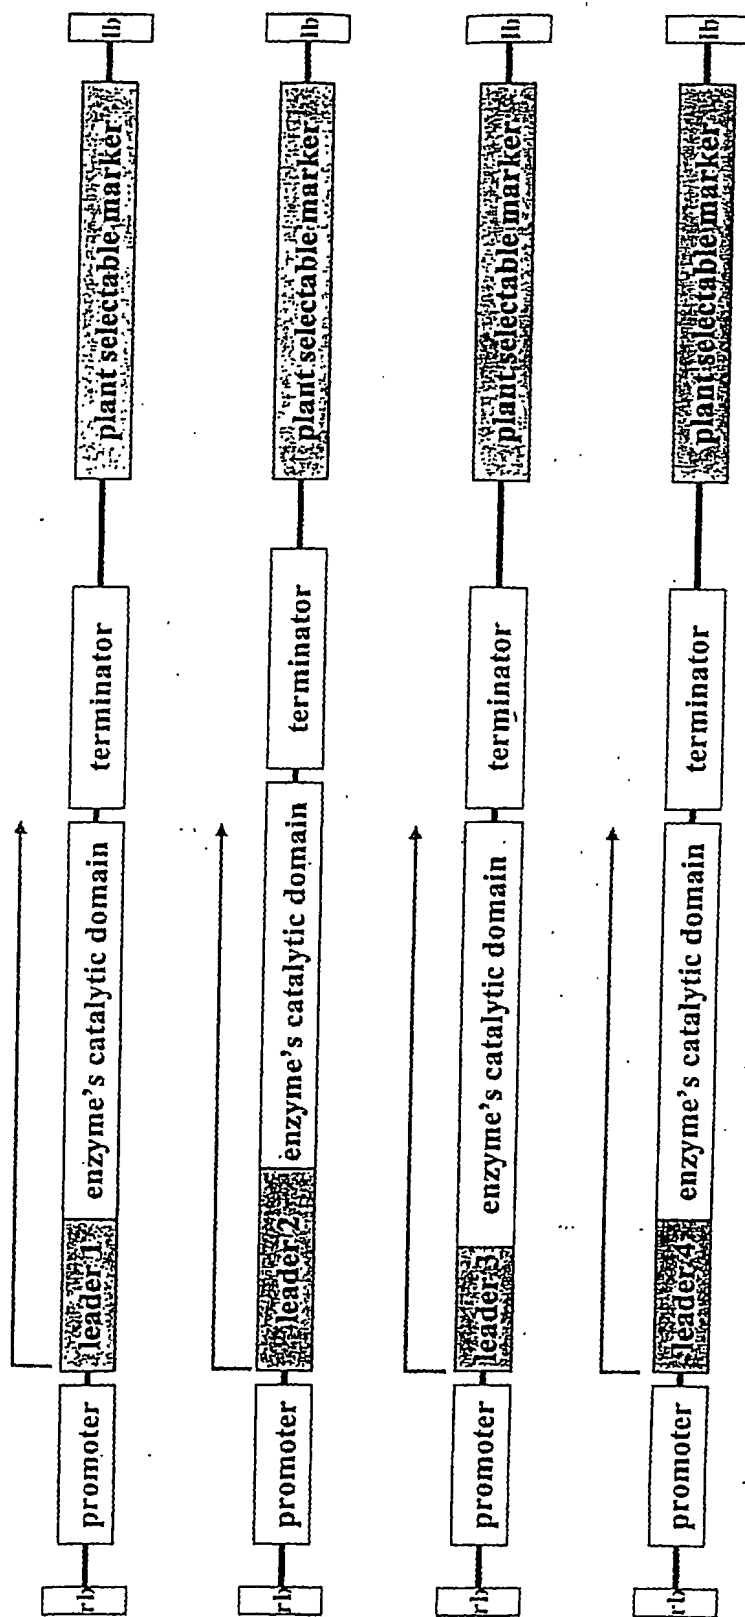 rb promoter leader 1 enzyme's catalytic domain terminator plant selectable marker lb
rb promoter leader 2 enzyme's catalytic domain terminator plant selectable marker lb
rb promoter leader 3 enzyme's catalytic domain terminator plant selectable marker lb
rb promoter leader 4 enzyme's catalytic domain terminator plant selectable marker lb